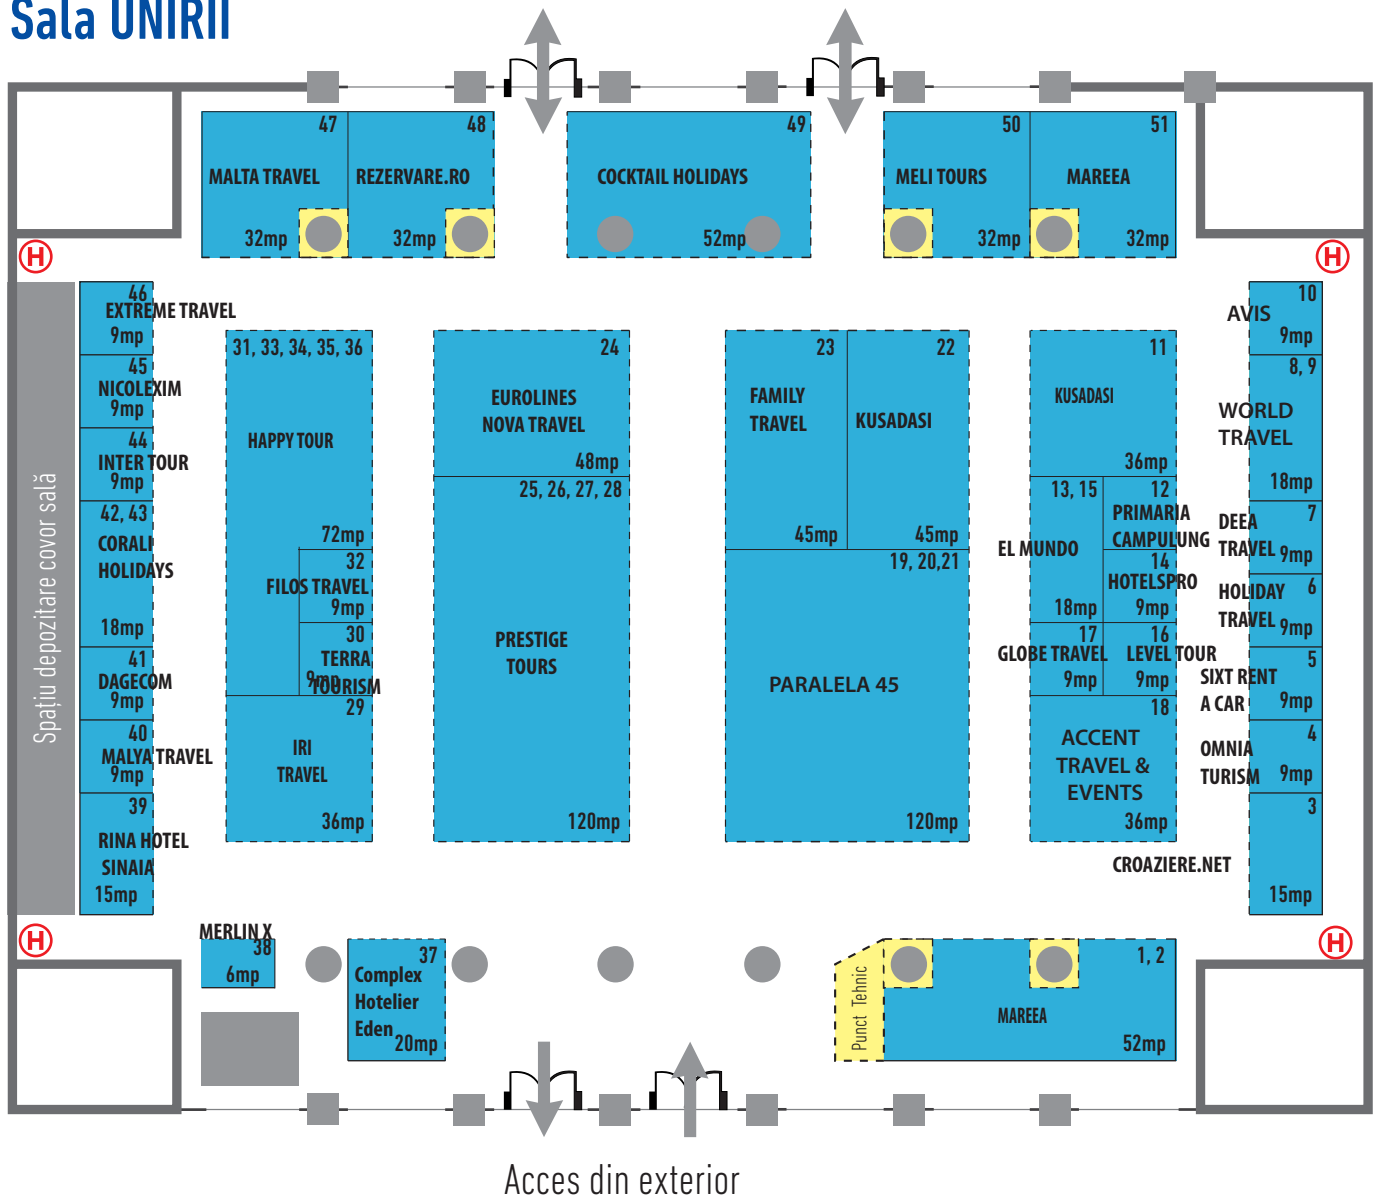 Sala UNIRII
47
MALTA TRAVEL
32mp
48
REZERVARE.RO
32mp
49
COCKTAIL HOLIDAYS
52mp
50
MELI TOURS
32mp
51
MAREEA
32mp
H
H
46
EXTREME TRAVEL
9mp
45
NICOLEXIM
9mp
44
INTER TOUR
9mp
42, 43
CORALI
HOLIDAYS
18mp
41
DAGECOM
9mp
40
MALYA TRAVEL
9mp
39
RINA HOTEL
SINAIA
15mp
Spațiu depozitare covor sală
31, 33, 34, 35, 36
HAPPY TOUR
72mp
32
FILOS TRAVEL
9mp
30
TERRA
TOURISM
9mp
29
IRI
TRAVEL
36mp
24
EUROLINES
NOVA TRAVEL
48mp
25, 26, 27, 28
PRESTIGE
TOURS
120mp
23
FAMILY
TRAVEL
45mp
22
KUSADASI
45mp
19, 20,21
PARALELA 45
120mp
11
KUSADASI
36mp
13, 15
EL MUNDO
18mp
12
PRIMARIA
CAMPULUNG
14
HOTELSPRO
9mp
17
GLOBE TRAVEL
9mp
16
LEVEL TOUR
9mp
18
ACCENT
TRAVEL &
EVENTS
36mp
10
AVIS
9mp
8, 9
WORLD
TRAVEL
18mp
7
DEEA
TRAVEL
9mp
6
HOLIDAY
TRAVEL
9mp
5
SIXT RENT
A CAR
9mp
4
OMNIA
TURISM
9mp
3
CROAZIERE.NET
15mp
H
H
MERLIN X
38
6mp
37
Complex
Hotelier
Eden
20mp
Punct Tehnic
1, 2
MAREEA
52mp
Acces din exterior